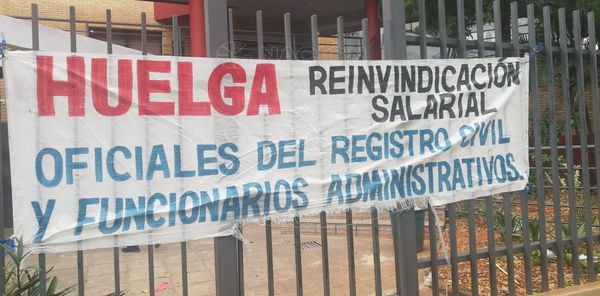 HUELGA
REINVINDICACIÓN
SALARIAL
OFICIALES DEL REGISTRO CIVIL
Y FUNCIONARIOS ADMINISTRATIVOS.